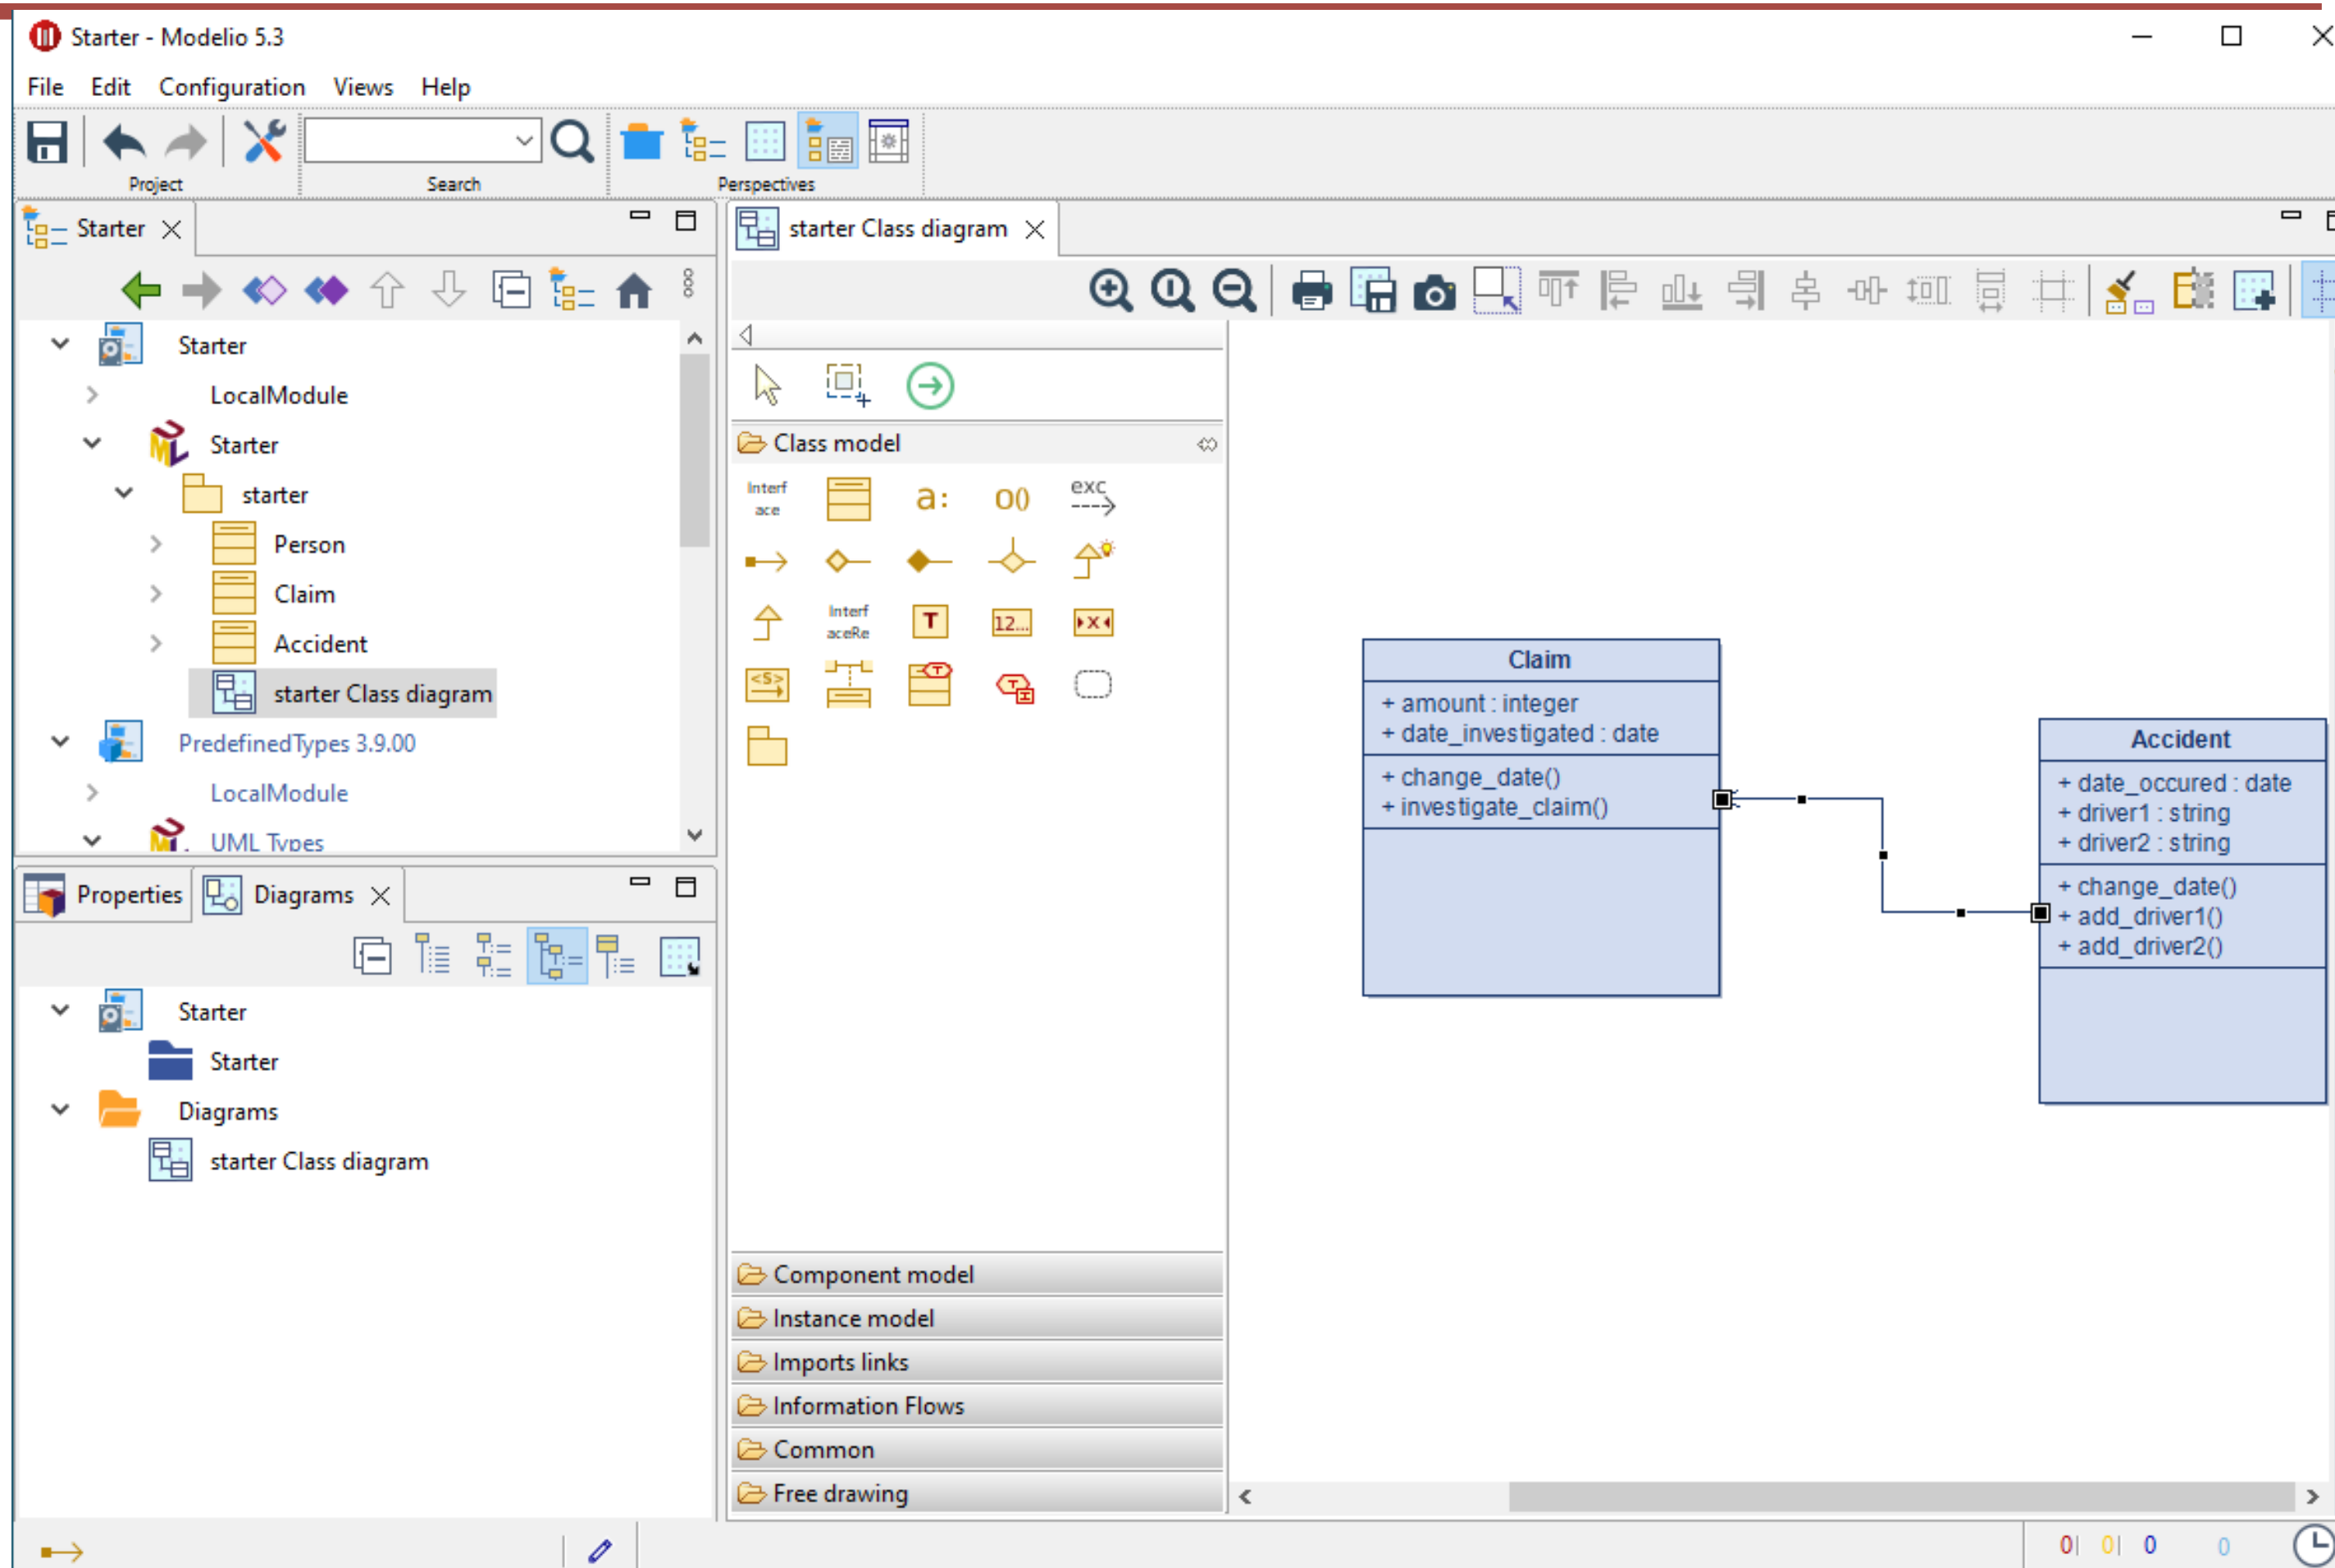 Starter - Modelio 5.3
File Edit Configuration Views Help
Project Search Perspectives
Starter
starter Class diagram
Starter
LocalModule
Starter
starter
Person
Claim
Accident
starter Class diagram
PredefinedTypes 3.9.00
LocalModule
UML Types
Properties Diagrams
Starter
Starter
Diagrams
starter Class diagram
Class model
Interf
ace
a:
O()
exc
Interf
aceRe
T
12...
X
<S>
T
T
Component model
Instance model
Imports links
Information Flows
Common
Free drawing
Claim
+ amount : integer
+ date_investigated : date
+ change_date()
+ investigate_claim()
Accident
+ date_occured : date
+ driver1 : string
+ driver2 : string
+ change_date()
+ add_driver1()
+ add_driver2()
0| 0| 0 0